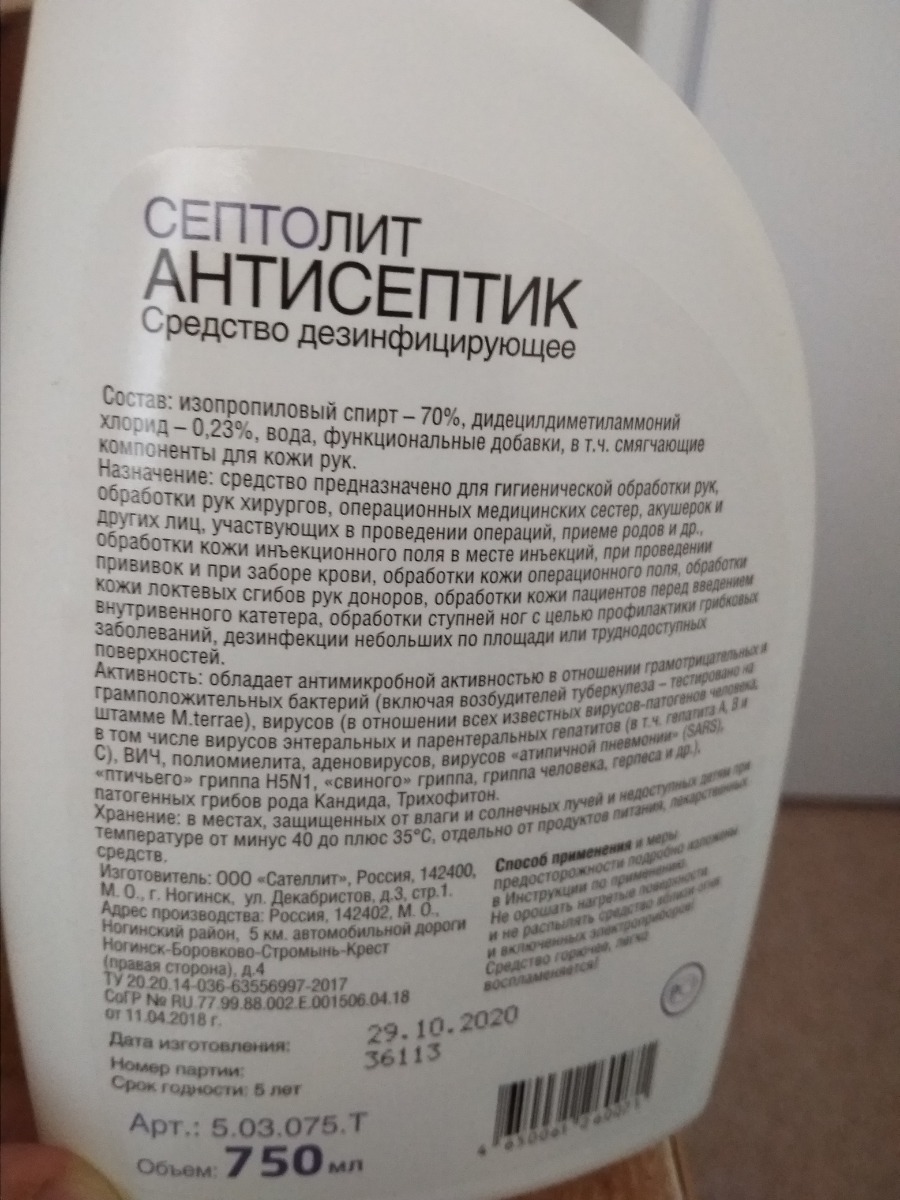 СЕПТОЛИТ
АНТИСЕПТИК
Средство дезинфицирующее
Состав: изопропиловый спирт – 70%, дидецилдиметиламмоний
хлорид – 0,23%, вода, функциональные добавки, в т.ч. смягчающие
компоненты для кожи рук.
Назначение: средство предназначено для гигиенической обработки рук,
обработки рук хирургов, операционных медицинских сестер, акушерок и
других лиц, участвующих в проведении операций, приеме родов и др.,
обработки кожи инъекционного поля в месте инъекций, при проведении
прививок и при заборе крови, обработки кожи операционного поля, обработки
кожи локтевых сгибов рук доноров, обработки кожи пациентов перед введением
внутривенного катетера, обработки ступней ног с целью профилактики грибковых
заболеваний, дезинфекции небольших по площади или труднодоступных
поверхностей.
Активность: обладает антимикробной активностью в отношении грамотрицательных и
грамположительных бактерий (включая возбудителей туберкулеза – тестировано на
штамме M.terrae), вирусов (в отношении всех известных вирусов-патогенов человека,
в том числе вирусов энтеральных и парентеральных гепатитов (в т.ч. гепатита А, В и
С), ВИЧ, полиомиелита, аденовирусов, вирусов «атипичной пневмонии» (SARS),
«птичьего» гриппа H5N1, «свиного» гриппа, гриппа человека, герпеса и др.),
патогенных грибов рода Кандида, Трихофитон.
Хранение: в местах, защищенных от влаги и солнечных лучей и недоступных детям при
температуре от минус 40 до плюс 35°С, отдельно от продуктов питания, лекарственных
средств.
Изготовитель: ООО «Сателлит», Россия, 142400,
М. О., г. Ногинск, ул. Декабристов, д.3, стр.1.
Адрес производства: Россия, 142402, М. О.,
Ногинский район, 5 км. автомобильной дороги
Ногинск-Боровково-Стромынь-Крест
(правая сторона), д.4
ТУ 20.20.14-036-63556997-2017
СоГР № RU.77.99.88.002.E.001506.04.18
от 11.04.2018 г.
Способ применения и меры
предосторожности подробно изложены
в Инструкции по применению.
Не орошать нагретые поверхности
и не распылять средство вблизи огня
и включенных электроприборов!
Средство горючее, легко
воспламеняется!
Дата изготовления: 29.10.2020
Номер партии: 36113
Срок годности: 5 лет
Арт.: 5.03.075.Т
Объем: 750 мл